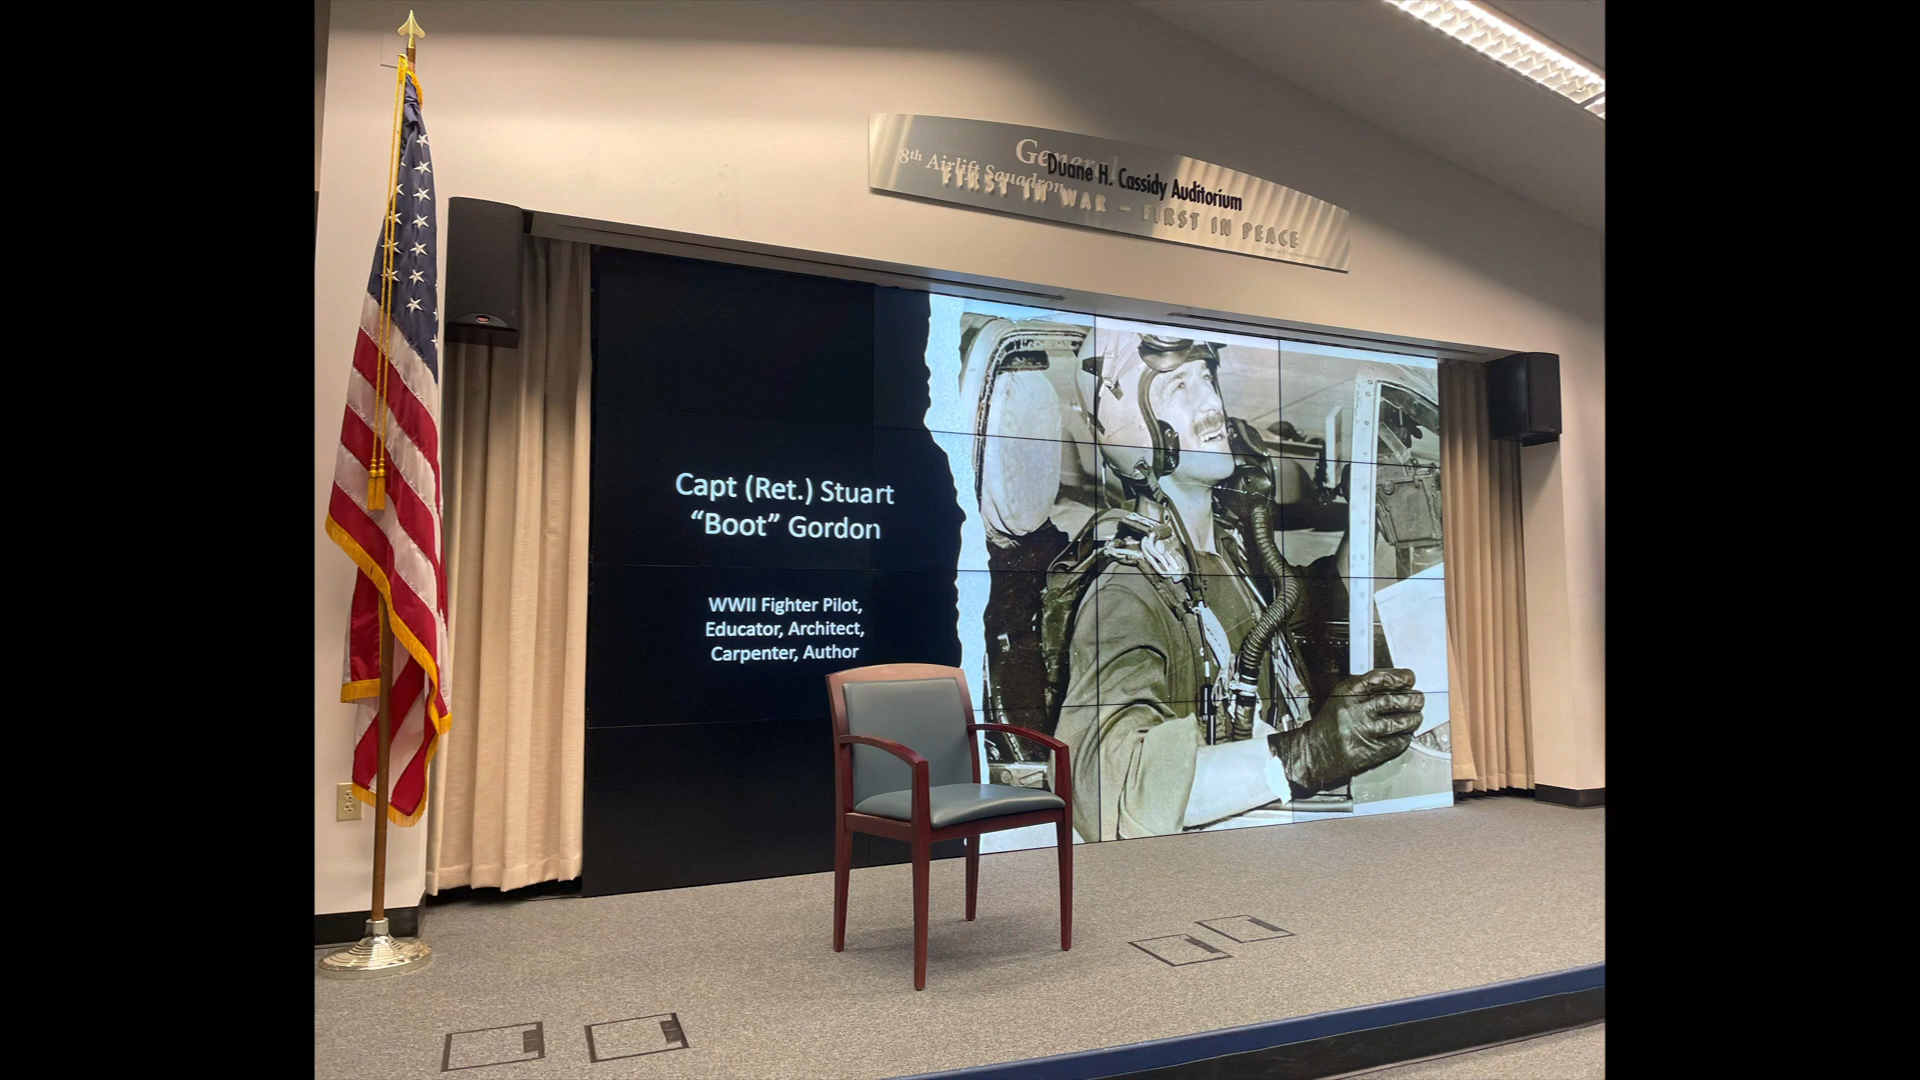 General
Duane H. Cassidy Auditorium
8th Airlift Squadron
FIRST IN WAR – FIRST IN PEACE
Capt (Ret.) Stuart
“Boot” Gordon
WWII Fighter Pilot,
Educator, Architect,
Carpenter, Author